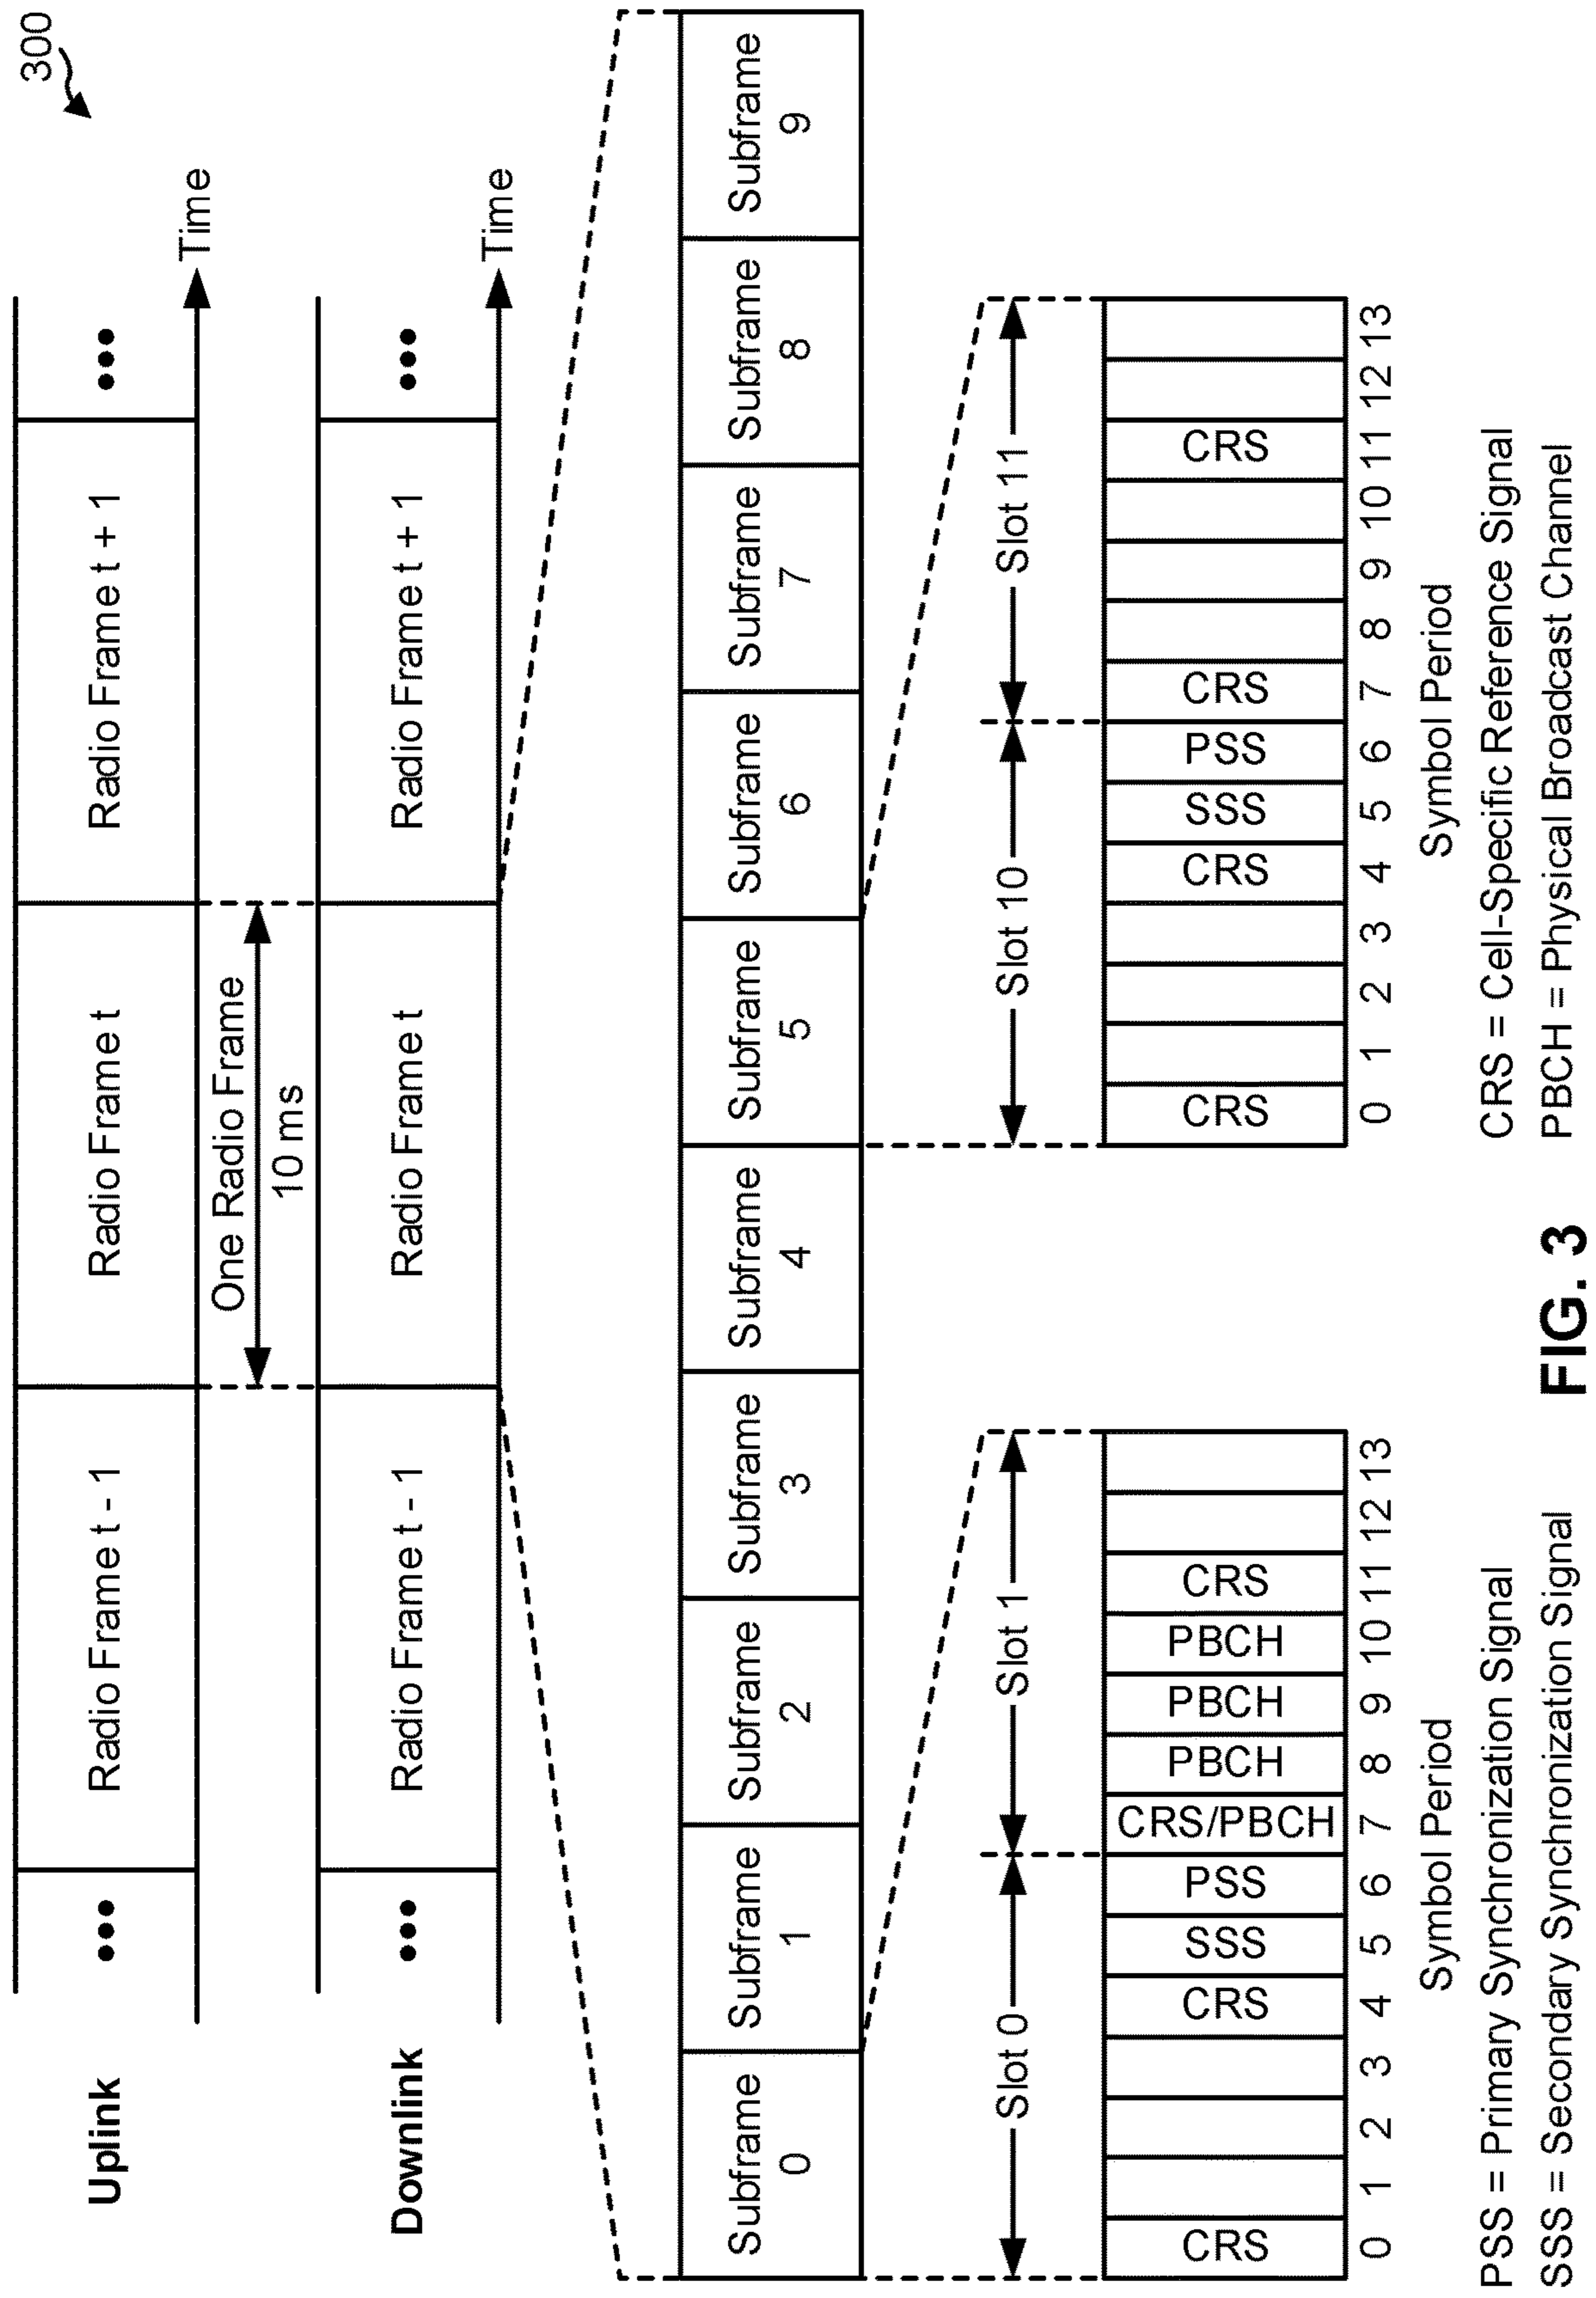 300
Uplink
••• Radio Frame t - 1 Radio Frame t Radio Frame t + 1 •••
Time
One Radio Frame
10 ms
Downlink
••• Radio Frame t - 1 Radio Frame t Radio Frame t + 1 •••
Time
Subframe Subframe Subframe Subframe Subframe Subframe Subframe Subframe Subframe Subframe
0 1 2 3 4 5 6 7 8 9
Slot 0 Slot 1 Slot 10 Slot 11
CRS CRS SSS PSS CRS/PBCH PBCH PBCH PBCH CRS
0 1 2 3 4 5 6 7 8 9 10 11 12 13
Symbol Period
CRS CRS SSS PSS CRS CRS
0 1 2 3 4 5 6 7 8 9 10 11 12 13
Symbol Period
PSS = Primary Synchronization Signal
SSS = Secondary Synchronization Signal
CRS = Cell-Specific Reference Signal
PBCH = Physical Broadcast Channel
FIG. 3